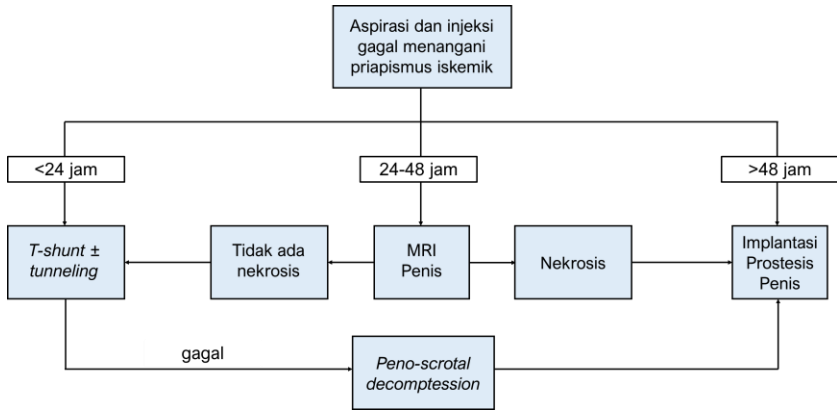 Aspirasi dan injeksi
gagal menangani
priapismus iskemik
<24 jam
24-48 jam
>48 jam
T-shunt ±
tunneling
Tidak ada
nekrosis
MRI
Penis
Nekrosis
Implantasi
Prostesis
Penis
gagal
Peno-scrotal
decomptession